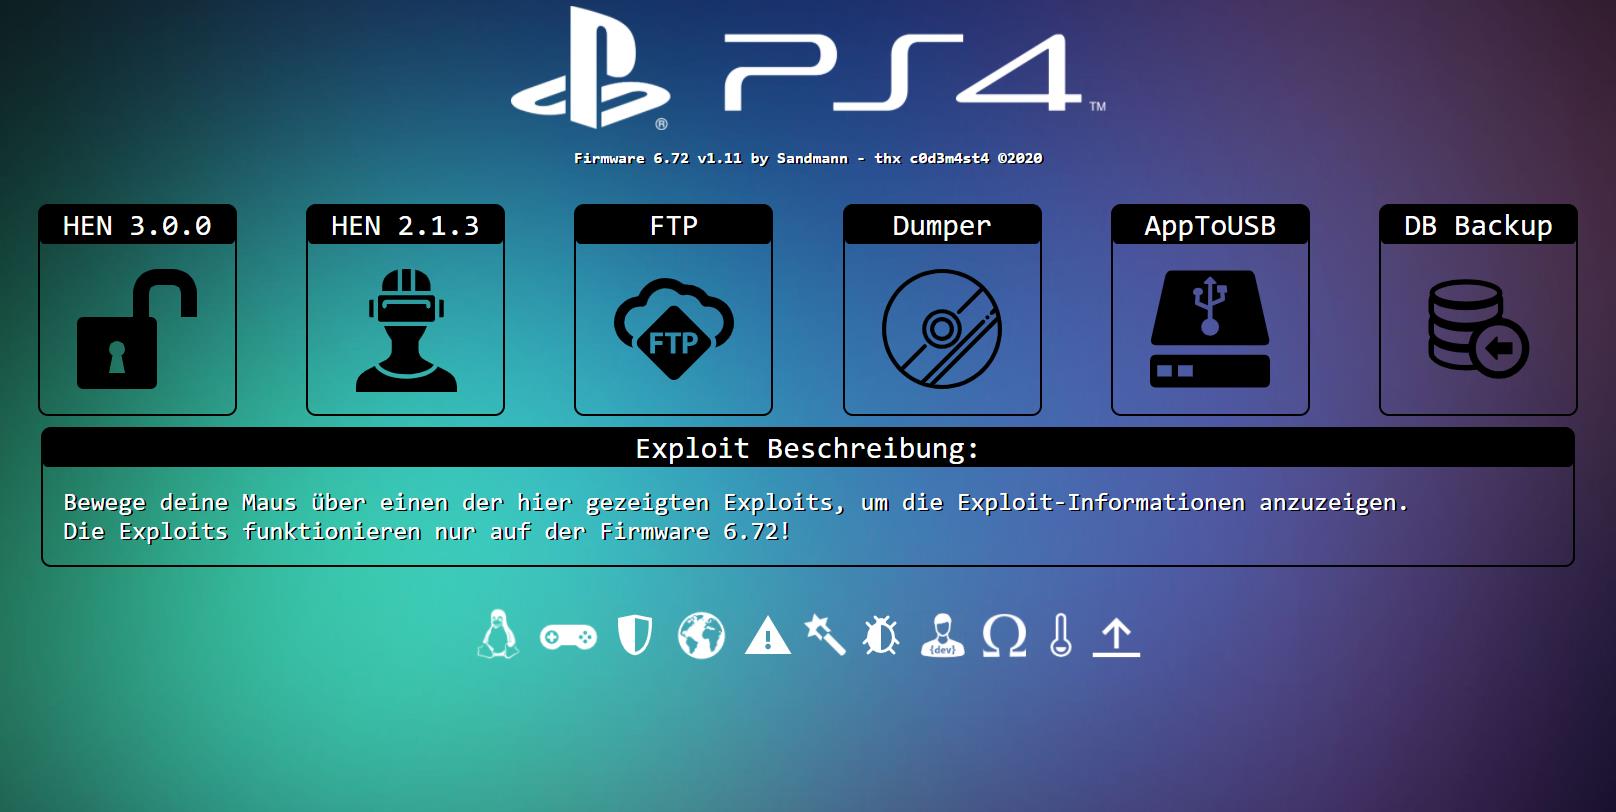 PS4™
®
Firmware 6.72 v1.11 by Sandmann - thx c0d3m4st4 ©2020
HEN 3.0.0
HEN 2.1.3
FTP
Dumper
AppToUSB
DB Backup
FTP
Exploit Beschreibung:
Bewege deine Maus über einen der hier gezeigten Exploits, um die Exploit-Informationen anzuzeigen.
Die Exploits funktionieren nur auf der Firmware 6.72!
{dev}
Ω